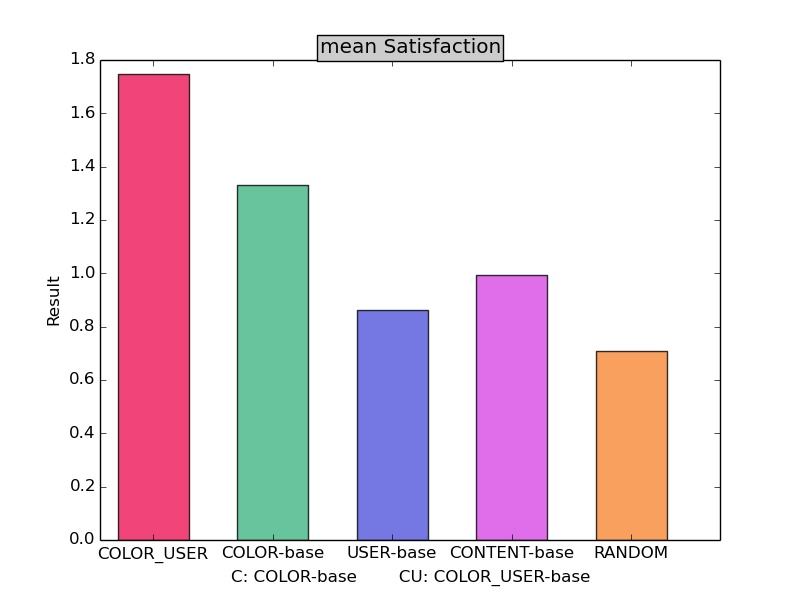 mean Satisfaction
1.8
1.6
1.4
1.2
1.0
0.8
0.6
0.4
0.2
0.0
Result
COLOR_USER COLOR-base USER-base CONTENT-base RANDOM
C: COLOR-base CU: COLOR_USER-base